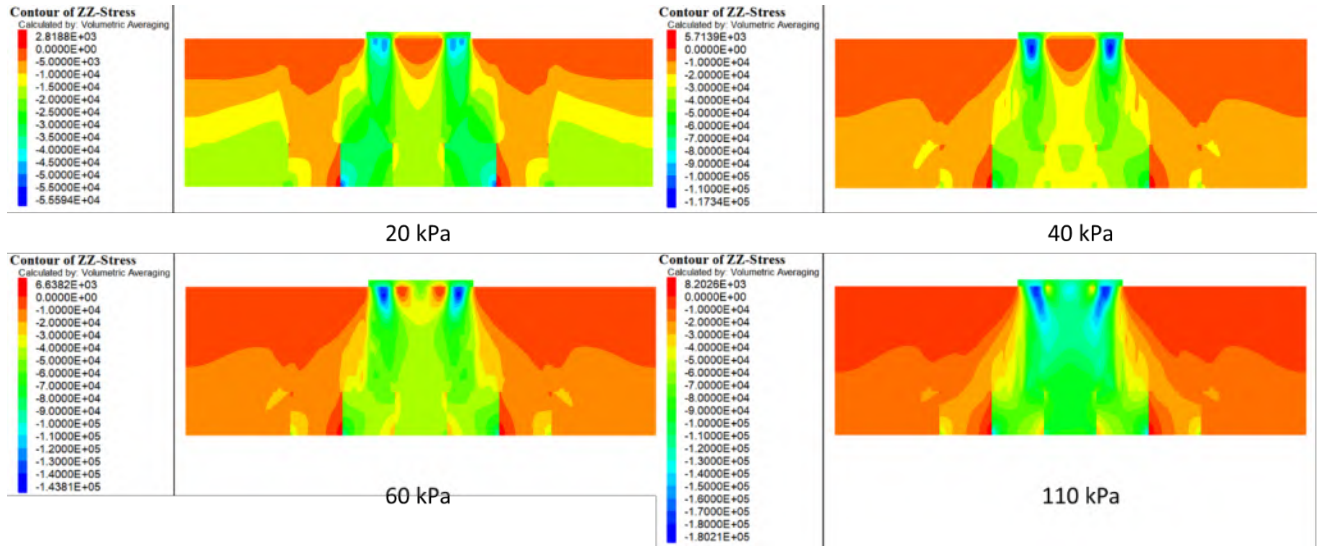 Contour of ZZ-Stress
Calculated by: Volumetric Averaging
2.8188E+03
0.0000E+00
-5.0000E+03
-1.0000E+04
-1.5000E+04
-2.0000E+04
-2.5000E+04
-3.0000E+04
-3.5000E+04
-4.0000E+04
-4.5000E+04
-5.0000E+04
-5.5000E+04
-5.5594E+04
20 kPa
Contour of ZZ-Stress
Calculated by: Volumetric Averaging
5.7139E+03
0.0000E+00
-1.0000E+04
-2.0000E+04
-3.0000E+04
-4.0000E+04
-5.0000E+04
-6.0000E+04
-7.0000E+04
-8.0000E+04
-9.0000E+04
-1.0000E+05
-1.1000E+05
-1.1734E+05
40 kPa
Contour of ZZ-Stress
Calculated by: Volumetric Averaging
6.6382E+03
0.0000E+00
-1.0000E+04
-2.0000E+04
-3.0000E+04
-4.0000E+04
-5.0000E+04
-6.0000E+04
-7.0000E+04
-8.0000E+04
-9.0000E+04
-1.0000E+05
-1.1000E+05
-1.2000E+05
-1.3000E+05
-1.4000E+05
-1.4381E+05
60 kPa
Contour of ZZ-Stress
Calculated by: Volumetric Averaging
8.2026E+03
0.0000E+00
-1.0000E+04
-2.0000E+04
-3.0000E+04
-4.0000E+04
-5.0000E+04
-6.0000E+04
-7.0000E+04
-8.0000E+04
-9.0000E+04
-1.0000E+05
-1.1000E+05
-1.2000E+05
-1.3000E+05
-1.4000E+05
-1.5000E+05
-1.6000E+05
-1.7000E+05
-1.8000E+05
-1.8021E+05
110 kPa